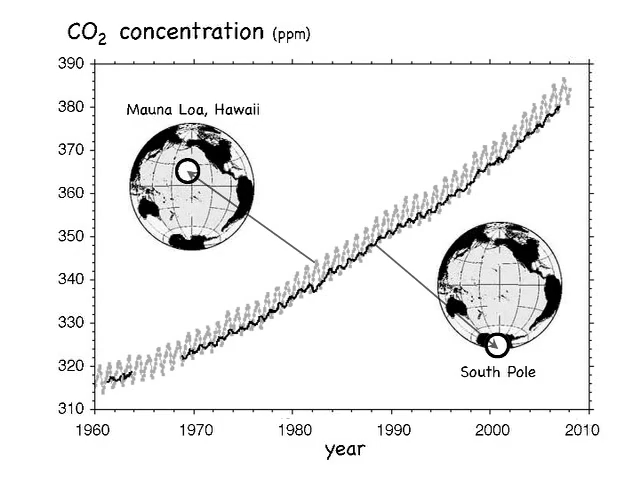 CO₂ concentration (ppm)
390
380
370
360
350
340
330
320
310
Mauna Loa, Hawaii
South Pole
1960 1970 1980 1990 2000 2010
year